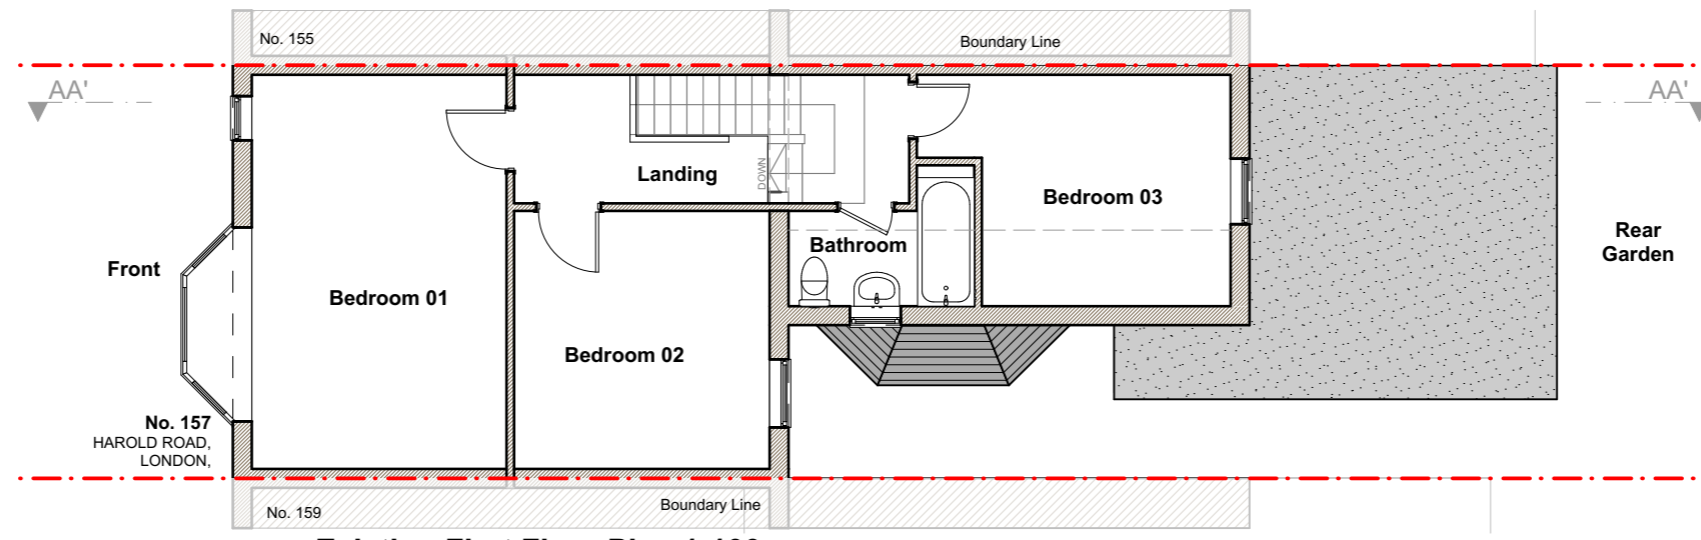 No. 155
Boundary Line
AA'
AA'
DOWN
Landing
Bedroom 03
Bathroom
Rear
Garden
Front
Bedroom 01
Bedroom 02
No. 157
HAROLD ROAD,
LONDON,
Boundary Line
No. 159